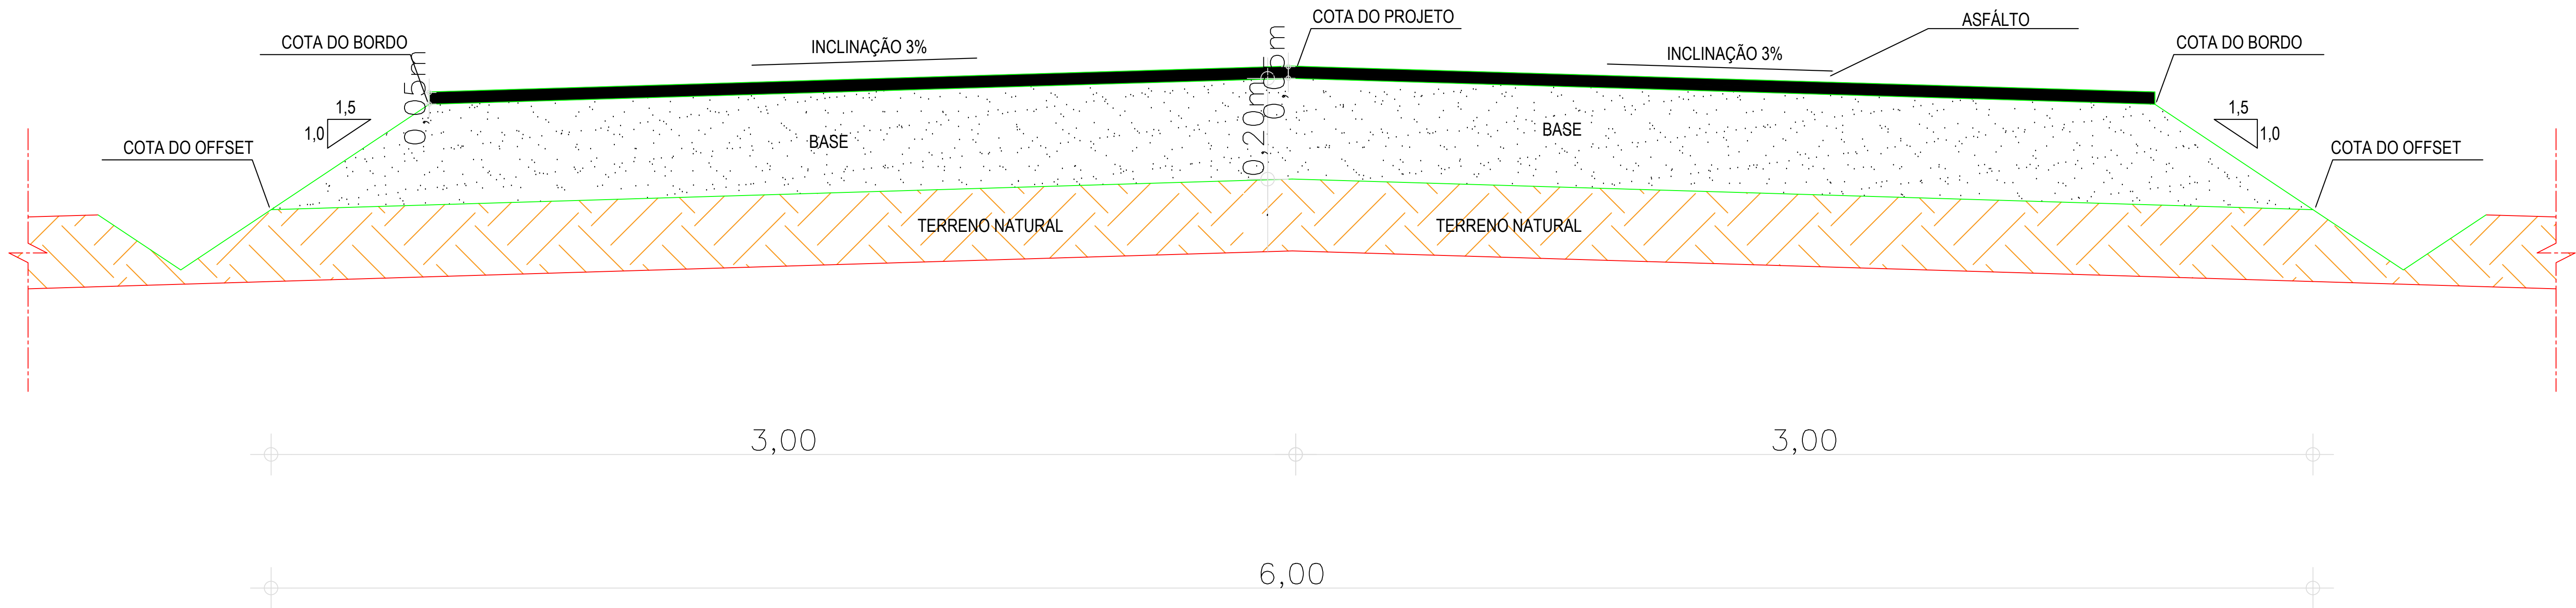 COTA DO PROJETO
ASFÁLTO
COTA DO BORDO
INCLINAÇÃO 3%
INCLINAÇÃO 3%
COTA DO BORDO
0,05m
0,05m
0,20m
1,5
1,0
1,5
1,0
BASE
BASE
COTA DO OFFSET
COTA DO OFFSET
TERRENO NATURAL
TERRENO NATURAL
3,00
3,00
6,00